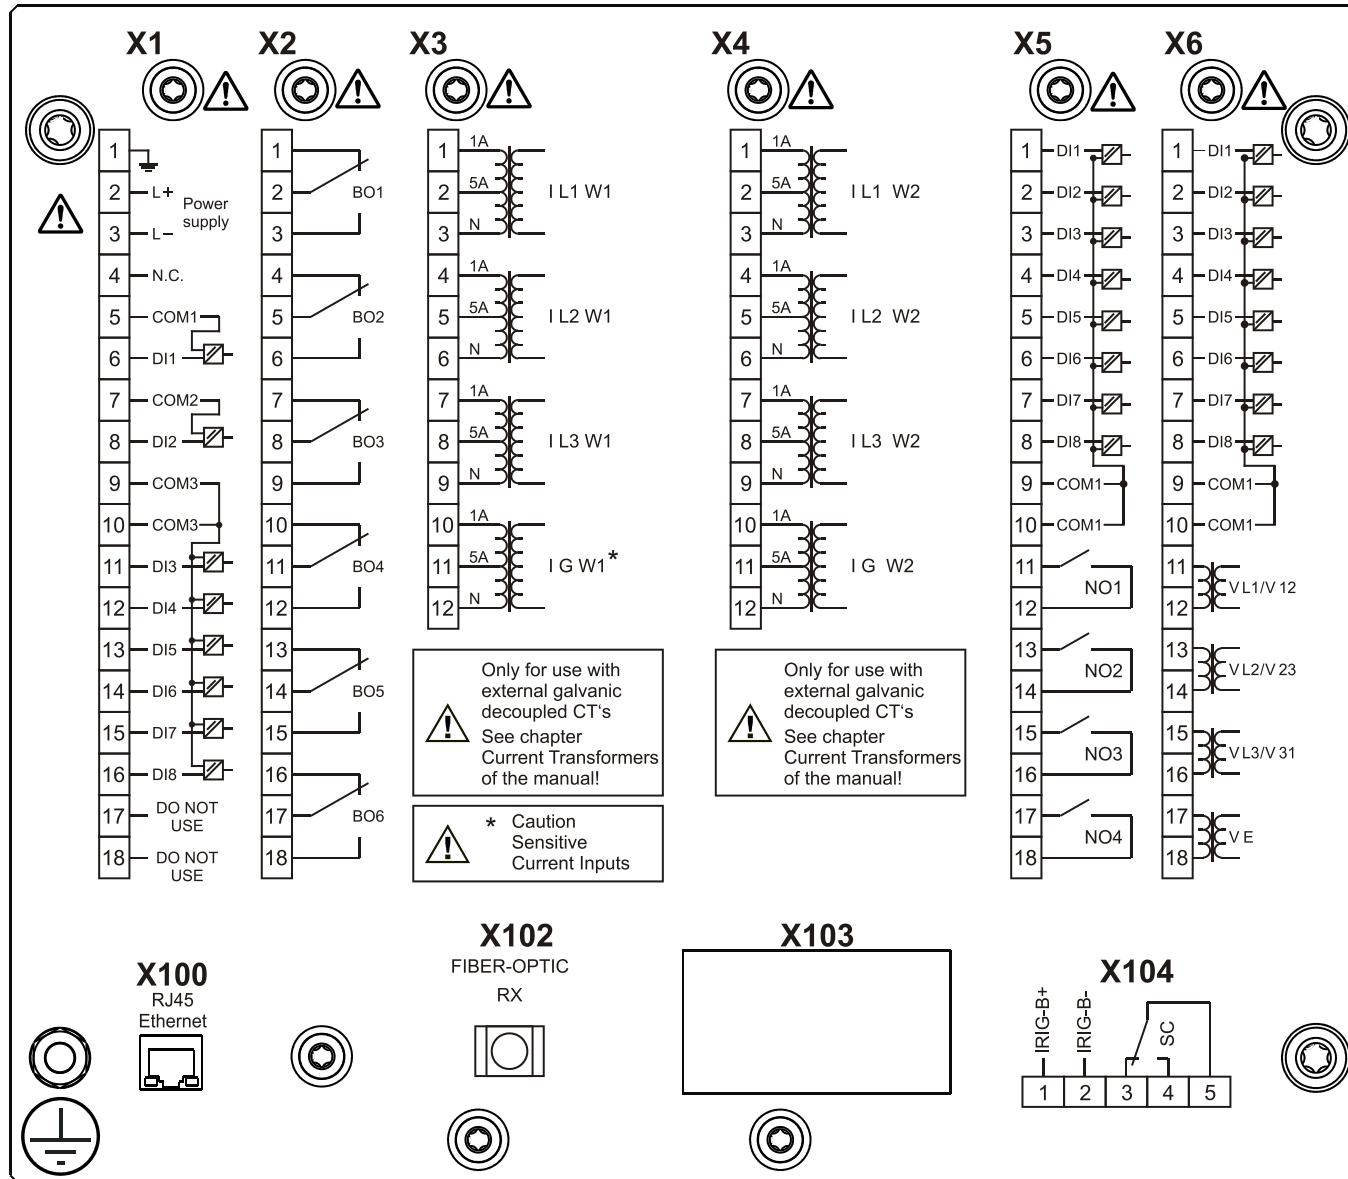 X1
1
2 L+
Power
supply
3 L–
4 N.C.
5 COM1
6 DI1
7 COM2
8 DI2
9 COM3
10 COM3
11 DI3
12 DI4
13 DI5
14 DI6
15 DI7
16 DI8
17 DO NOT
USE
18 DO NOT
USE
X2
1
2 BO1
3
4
5 BO2
6
7
8 BO3
9
10
11 BO4
12
13
14 BO5
15
16
17 BO6
18
X3
1 1A
2 5A I L1 W1
3 N
4 1A
5 5A I L2 W1
6 N
7 1A
8 5A I L3 W1
9 N
10 1A
11 5A I G W1*
12 N
Only for use with
external galvanic
decoupled CT‘s
See chapter
Current Transformers
of the manual!
* Caution
Sensitive
Current Inputs
X4
1 1A
2 5A I L1 W2
3 N
4 1A
5 5A I L2 W2
6 N
7 1A
8 5A I L3 W2
9 N
10 1A
11 5A I G W2
12 N
Only for use with
external galvanic
decoupled CT‘s
See chapter
Current Transformers
of the manual!
X5
1 DI1
2 DI2
3 DI3
4 DI4
5 DI5
6 DI6
7 DI7
8 DI8
9 COM1
10 COM1
11
NO1
12
13
NO2
14
15
NO3
16
17
NO4
18
X6
1 DI1
2 DI2
3 DI3
4 DI4
5 DI5
6 DI6
7 DI7
8 DI8
9 COM1
10 COM1
11
V L1/V 12
12
13
V L2/V 23
14
15
V L3/V 31
16
17
V E
18
X100
RJ45
Ethernet
X102
FIBER-OPTIC
RX
X103
X104
IRIG-B+
IRIG-B-
SC
1 2 3 4 5